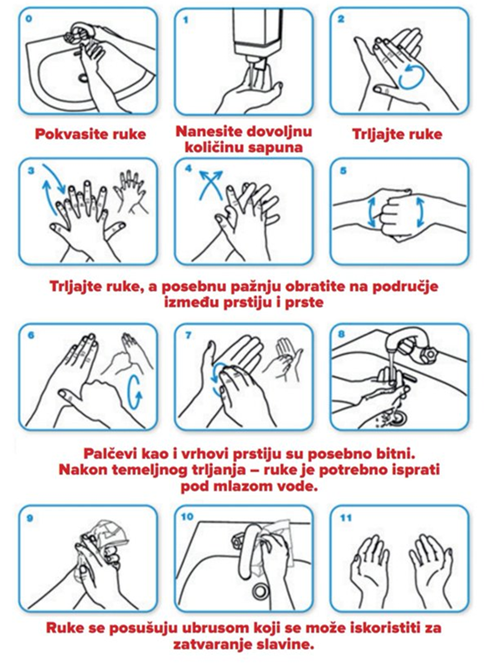 0
1
2
Pokvasite ruke
Nanesite dovoljnu
količinu sapuna
Trljajte ruke
3
4
5
Trljajte ruke, a posebnu pažnju obratite na područje
između prstiju i prste
6
7
8
Palčevi kao i vrhovi prstiju su posebno bitni.
Nakon temeljnog trljanja – ruke je potrebno isprati
pod mlazom vode.
9
10
11
Ruke se posušuju ubrusom koji se može iskoristiti za
zatvaranje slavine.